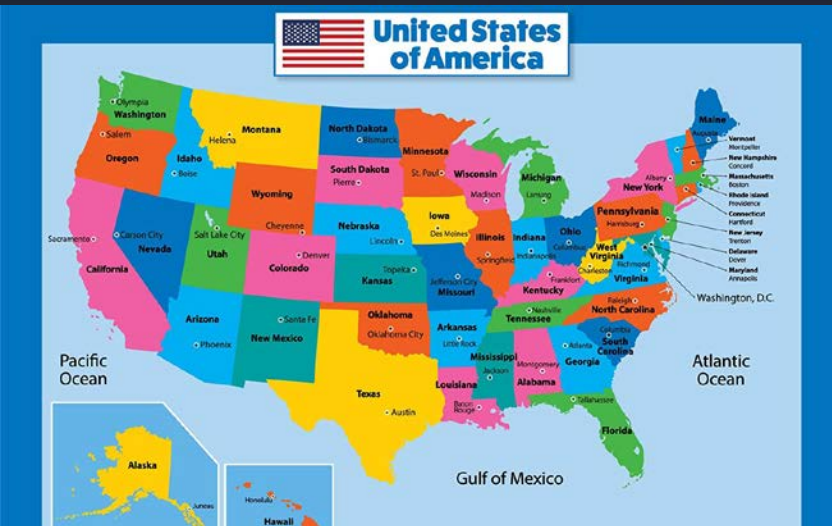 United States
of America
Olympia
Washington
Salem
Oregon
Idaho
Boise
Helena
Montana
North Dakota
Bismarck
South Dakota
Pierre
Wyoming
Cheyenne
Nebraska
Lincoln
Minnesota
St. Paul
Wisconsin
Madison
Michigan
Lansing
Iowa
Des Moines
Illinois
Springfield
Indiana
Indianapolis
Ohio
Columbus
Pennsylvania
Harrisburg
New York
Albany
Maine
Augusta
Vermont
Montpelier
New Hampshire
Concord
Massachusetts
Boston
Rhode Island
Providence
Connecticut
Hartford
New Jersey
Trenton
Delaware
Dover
Maryland
Annapolis
Washington, D.C.
Sacramento
California
Carson City
Nevada
Salt Lake City
Utah
Denver
Colorado
Topeka
Kansas
Jefferson City
Missouri
Frankfort
Kentucky
West
Virginia
Charleston
Richmond
Virginia
Raleigh
North Carolina
Nashville
Tennessee
Columbia
South
Carolina
Arizona
Phoenix
Santa Fe
New Mexico
Oklahoma
Oklahoma City
Arkansas
Little Rock
Mississippi
Jackson
Montgomery
Alabama
Atlanta
Georgia
Texas
Austin
Louisiana
Baton
Rouge
Tallahassee
Florida
Pacific
Ocean
Atlantic
Ocean
Gulf of Mexico
Alaska
Juneau
Honolulu
Hawaii